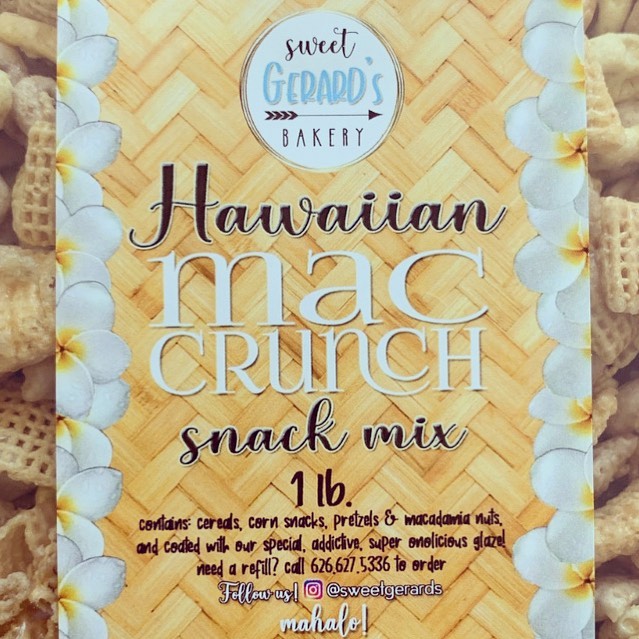 sweet
GERARD's
BAKERY
Hawaiian
mac
CRUNCH
snack mix
1 lb.
contains: cereals, corn snacks, pretzels & macadamia nuts,
and coated with our special, addictive, super onolicious glaze!
need a refill? call 626.627.5336 to order
Follow us! @sweetgerards
mahalo!